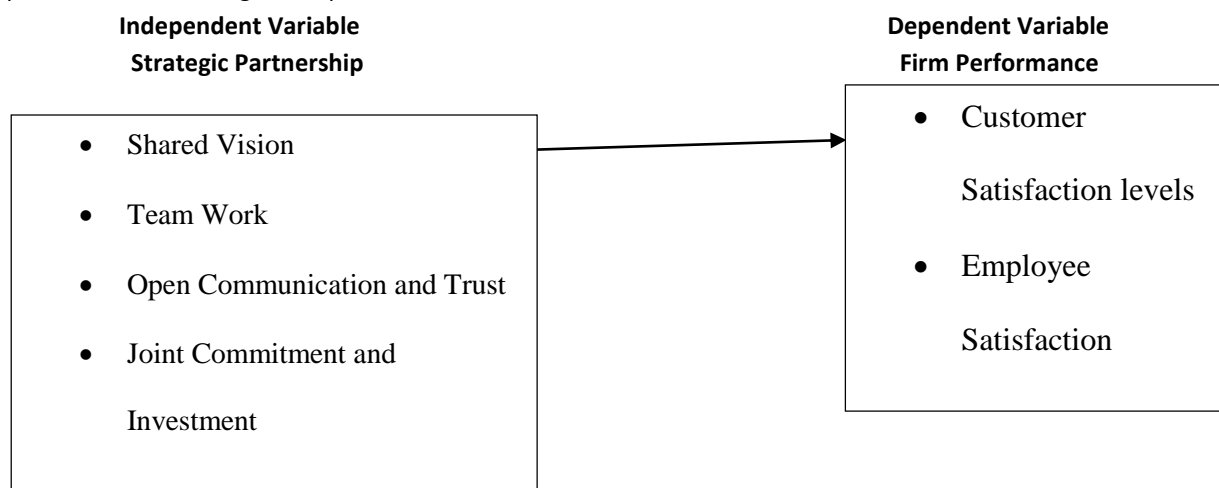 Independent Variable
Strategic Partnership
Dependent Variable
Firm Performance
• Shared Vision
• Team Work
• Open Communication and Trust
• Joint Commitment and
Investment
• Customer
Satisfaction levels
• Employee
Satisfaction